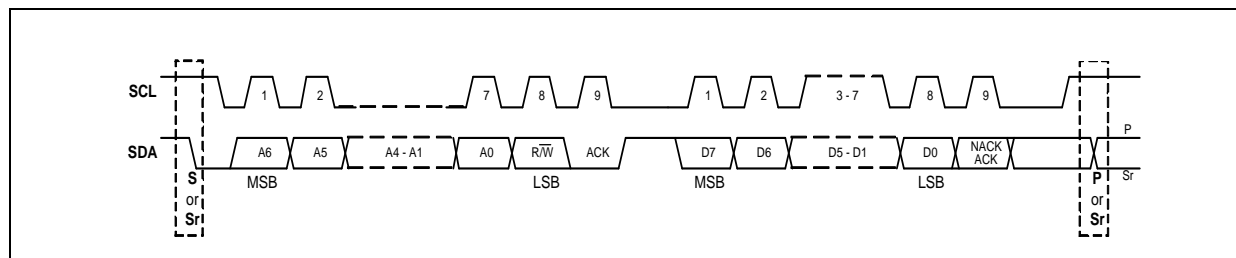 SCL 1 2 7 8 9 1 2 3 - 7 8 9
P
SDA A6 A5 A4 - A1 A0 R/W̅ ACK D7 D6 D5 - D1 D0 NACK
ACK
Sr
MSB LSB MSB LSB
S
or
Sr
P
or
Sr